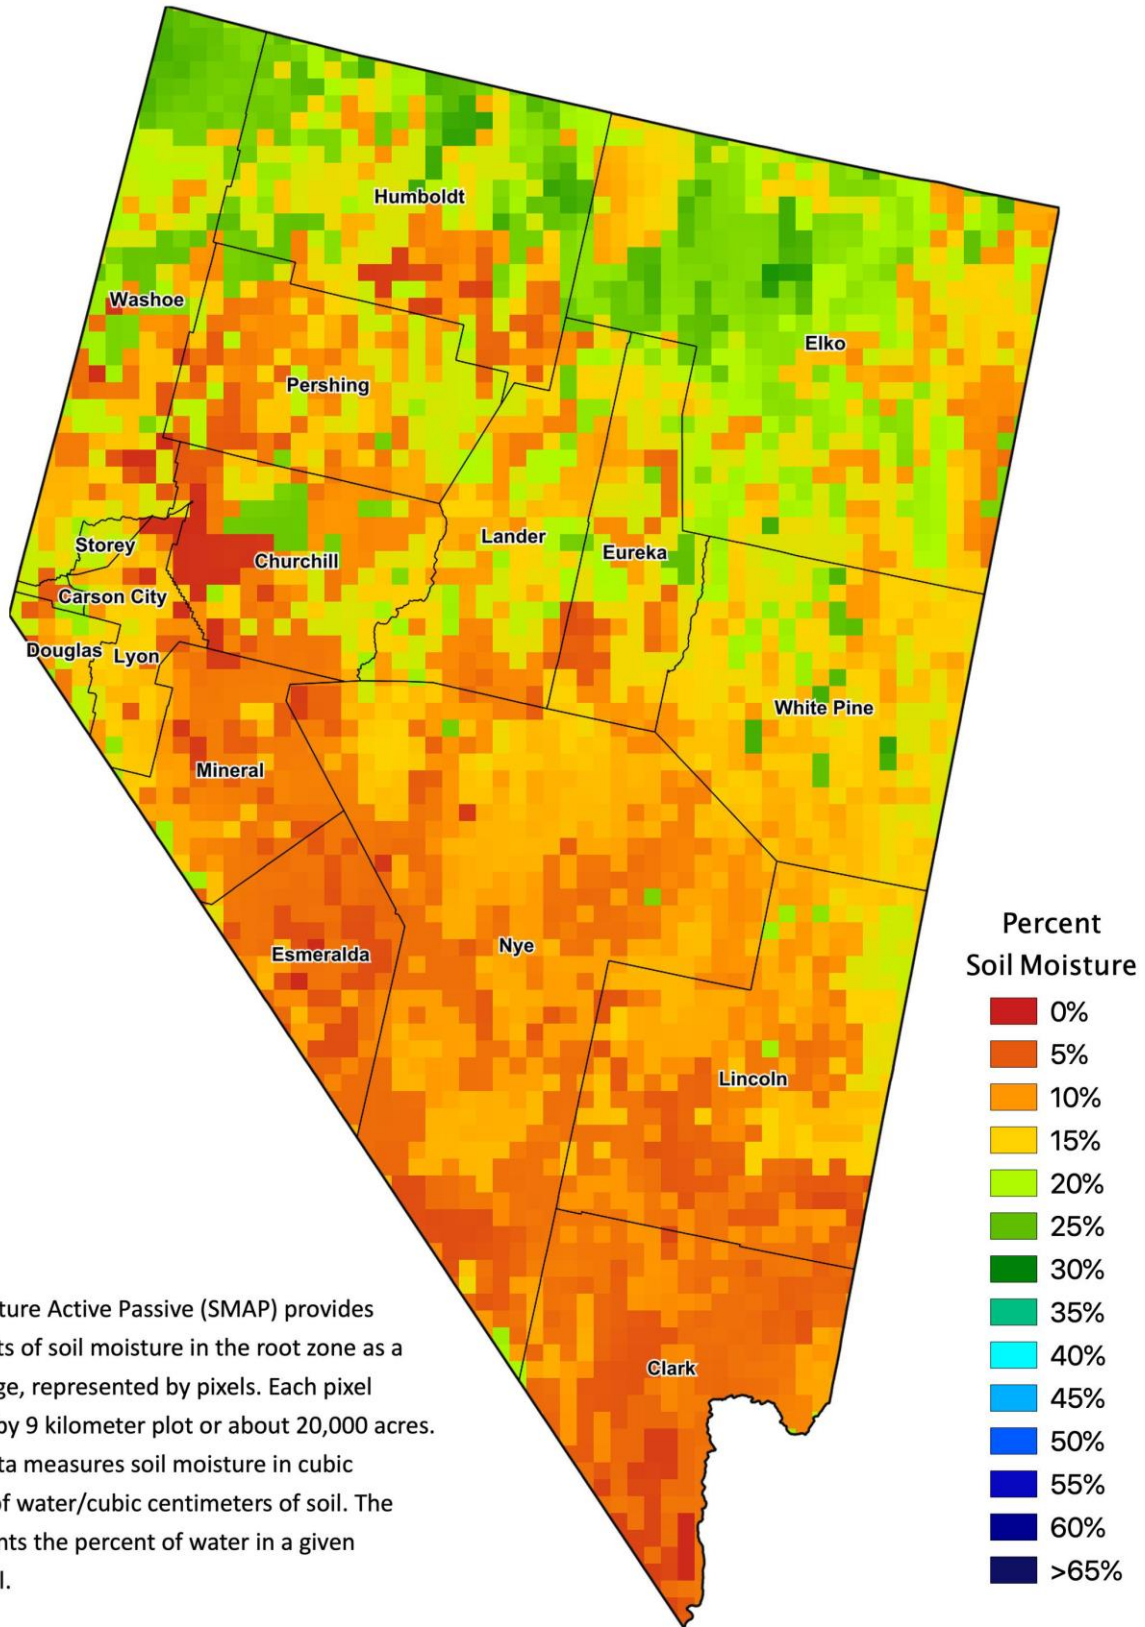 Humboldt
Washoe
Elko
Pershing
Lander
Storey
Eureka
Churchill
Carson City
Douglas
Lyon
White Pine
Mineral
Nye
Esmeralda
Lincoln
Clark
Percent
Soil Moisture
0%
5%
10%
15%
20%
25%
30%
35%
40%
45%
50%
55%
60%
>65%
ture Active Passive (SMAP) provides
ts of soil moisture in the root zone as a
ge, represented by pixels. Each pixel
by 9 kilometer plot or about 20,000 acres.
ta measures soil moisture in cubic
of water/cubic centimeters of soil. The
nts the percent of water in a given
l.